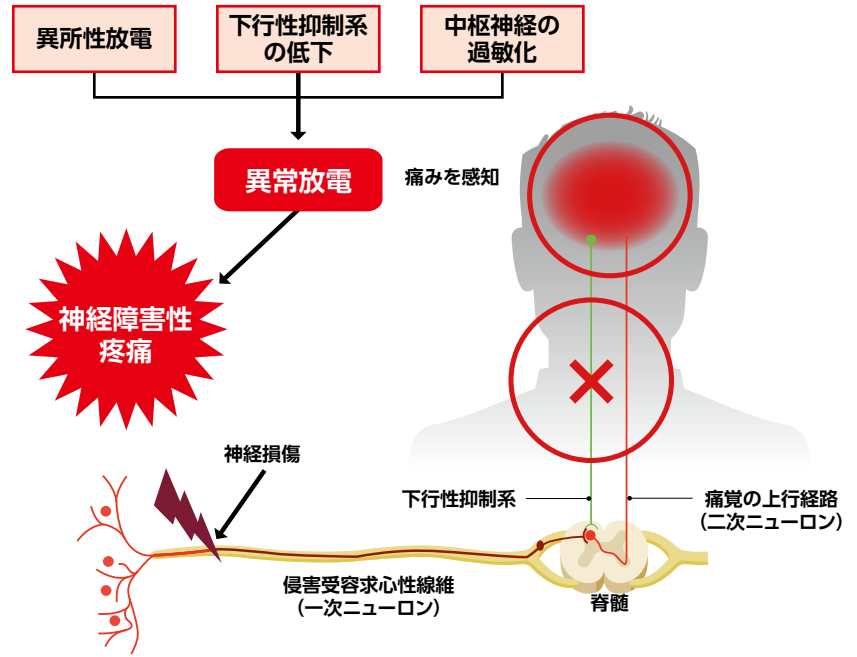 異所性放電
下行性抑制系
の低下
中枢神経の
過敏化
異常放電
痛みを感知
神経障害性
疼痛
神経損傷
下行性抑制系
痛覚の上行経路
(二次ニューロン)
侵害受容求心性線維
(一次ニューロン)
脊髄